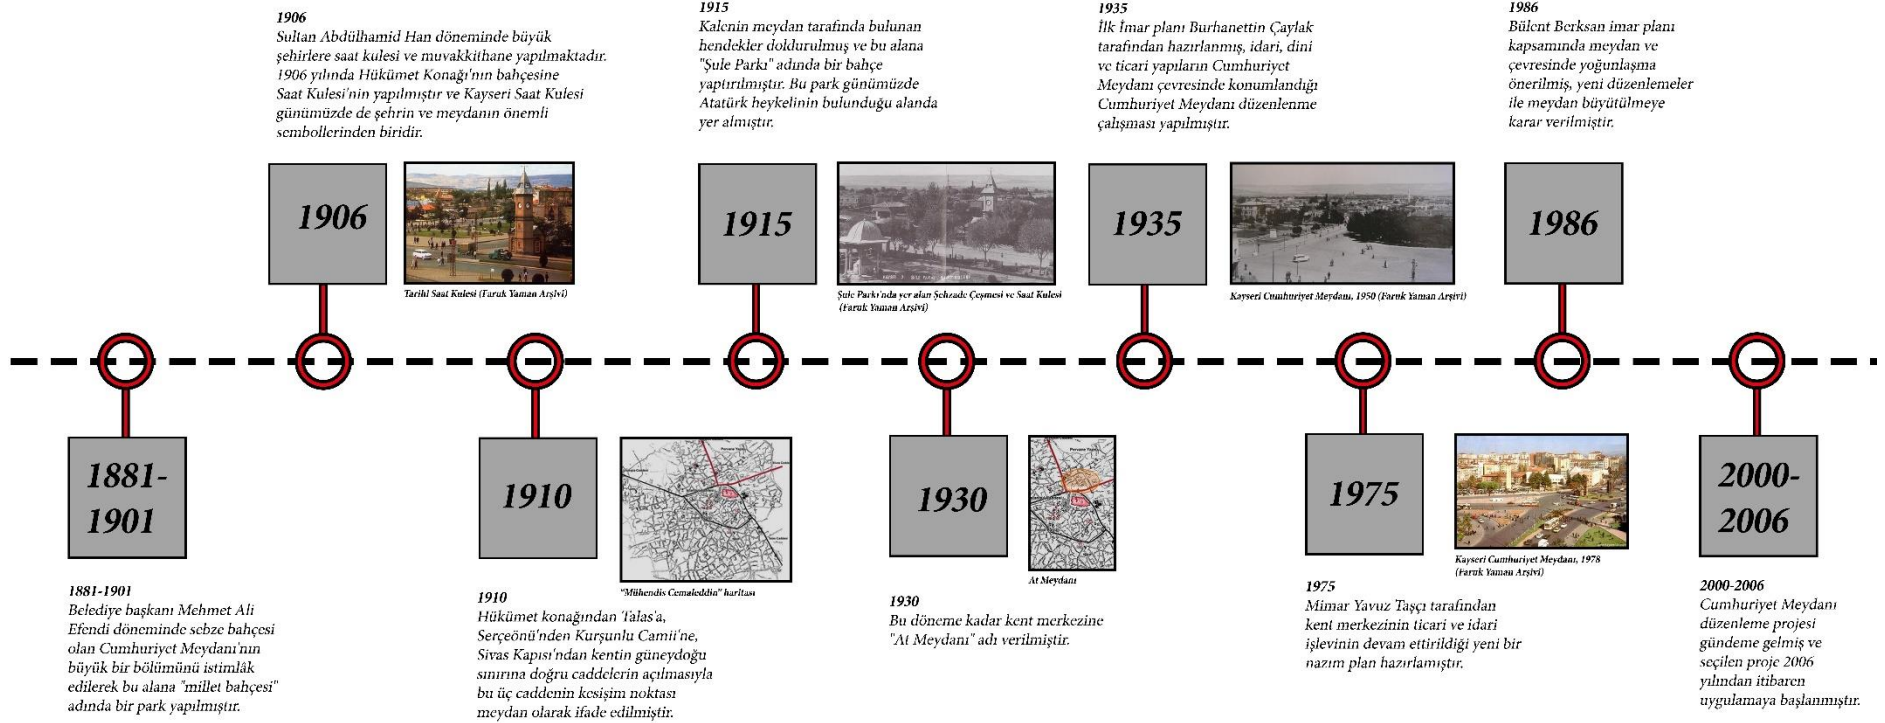 1906
Sultan Abdülhamid Han döneminde büyük
şehirlere saat kulesi ve muvakkithane yapılmaktadır.
1906 yılında Hükümet Konağı'nın bahçesine
Saat Kulesi'nin yapılmıştır ve Kayseri Saat Kulesi
günümüzde de şehrin ve meydanın önemli
sembollerinden biridir.
1915
Kalenin meydan tarafında bulunan
hendekler doldurulmuş ve bu alana
"Şule Parkı" adında bir bahçe
yaptırılmıştır. Bu park günümüzde
Atatürk heykelinin bulunduğu alanda
yer almıştır.
1935
İlk İmar planı Burhanettin Çaylak
tarafından hazırlanmış, idari, dini
ve ticari yapıların Cumhuriyet
Meydanı çevresinde konumlandığı
Cumhuriyet Meydanı düzenlenme
çalışması yapılmıştır.
1986
Bülent Berksan imar planı
kapsamında meydan ve
çevresinde yoğunlaşma
önerilmiş, yeni düzenlemeler
ile meydan büyütülmeye
karar verilmiştir.
1906
Tarihi Saat Kulesi (Faruk Yaman Arşivi)
1915
Şule Parkı'nda yer alan Şehzade Çeşmesi ve Saat Kulesi
(Faruk Yaman Arşivi)
1935
Kayseri Cumhuriyet Meydanı, 1950 (Faruk Yaman Arşivi)
1986
1881-
1901
1881-1901
Belediye başkanı Mehmet Ali
Efendi döneminde sebze bahçesi
olan Cumhuriyet Meydanı'nın
büyük bir bölümünü istimlâk
edilerek bu alana "millet bahçesi"
adında bir park yapılmıştır.
1910
"Mühendis Cemaleddin" haritası
1910
Hükümet konağından Talas'a,
Serçeönü'nden Kurşunlu Camii'ne,
Sivas Kapısı'ndan kentin güneydoğu
sınırına doğru caddelerin açılmasıyla
bu üç caddenin kesişim noktası
meydan olarak ifade edilmiştir.
1930
At Meydanı
1930
Bu döneme kadar kent merkezine
"At Meydanı" adı verilmiştir.
1975
Kayseri Cumhuriyet Meydanı, 1978
(Faruk Yaman Arşivi)
1975
Mimar Yavuz Taşçı tarafından
kent merkezinin ticari ve idari
işlevinin devam ettirildiği yeni bir
nazım plan hazırlamıştır.
2000-
2006
2000-2006
Cumhuriyet Meydanı
düzenleme projesi
gündeme gelmiş ve
seçilen proje 2006
yılından itibaren
uygulamaya başlanmıştır.